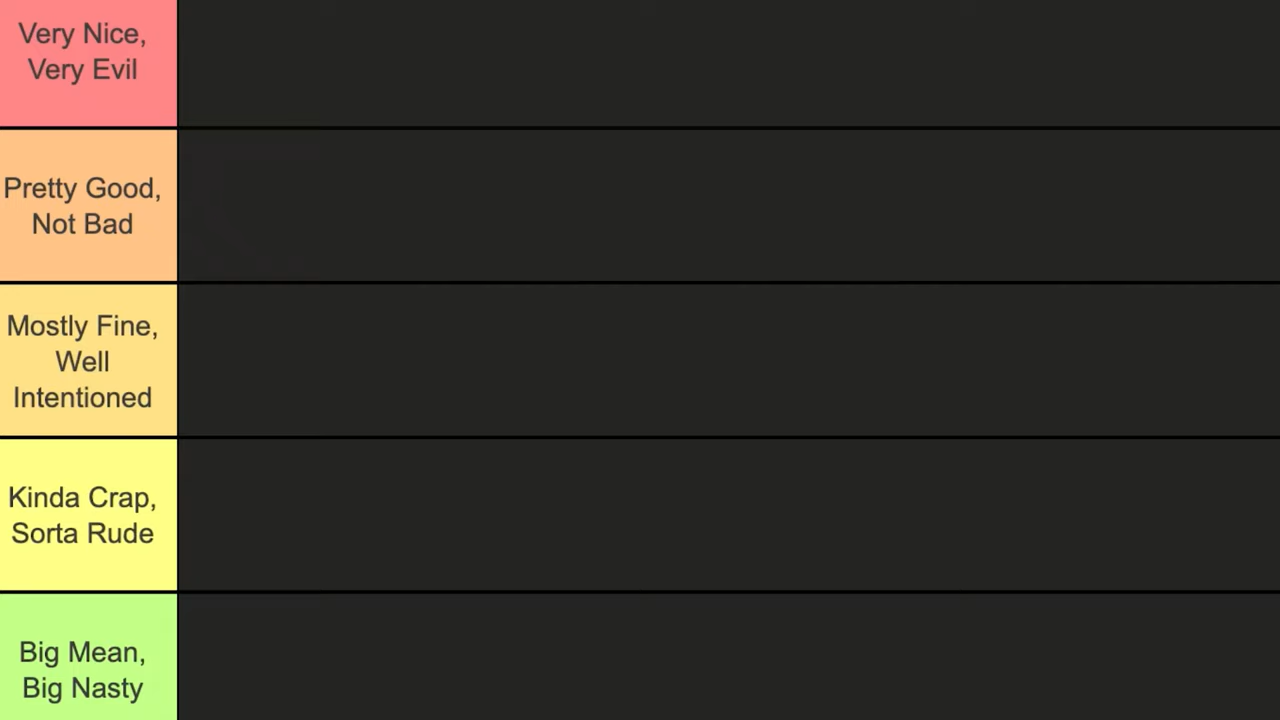 Very Nice,
Very Evil
Pretty Good,
Not Bad
Mostly Fine,
Well
Intentioned
Kinda Crap,
Sorta Rude
Big Mean,
Big Nasty